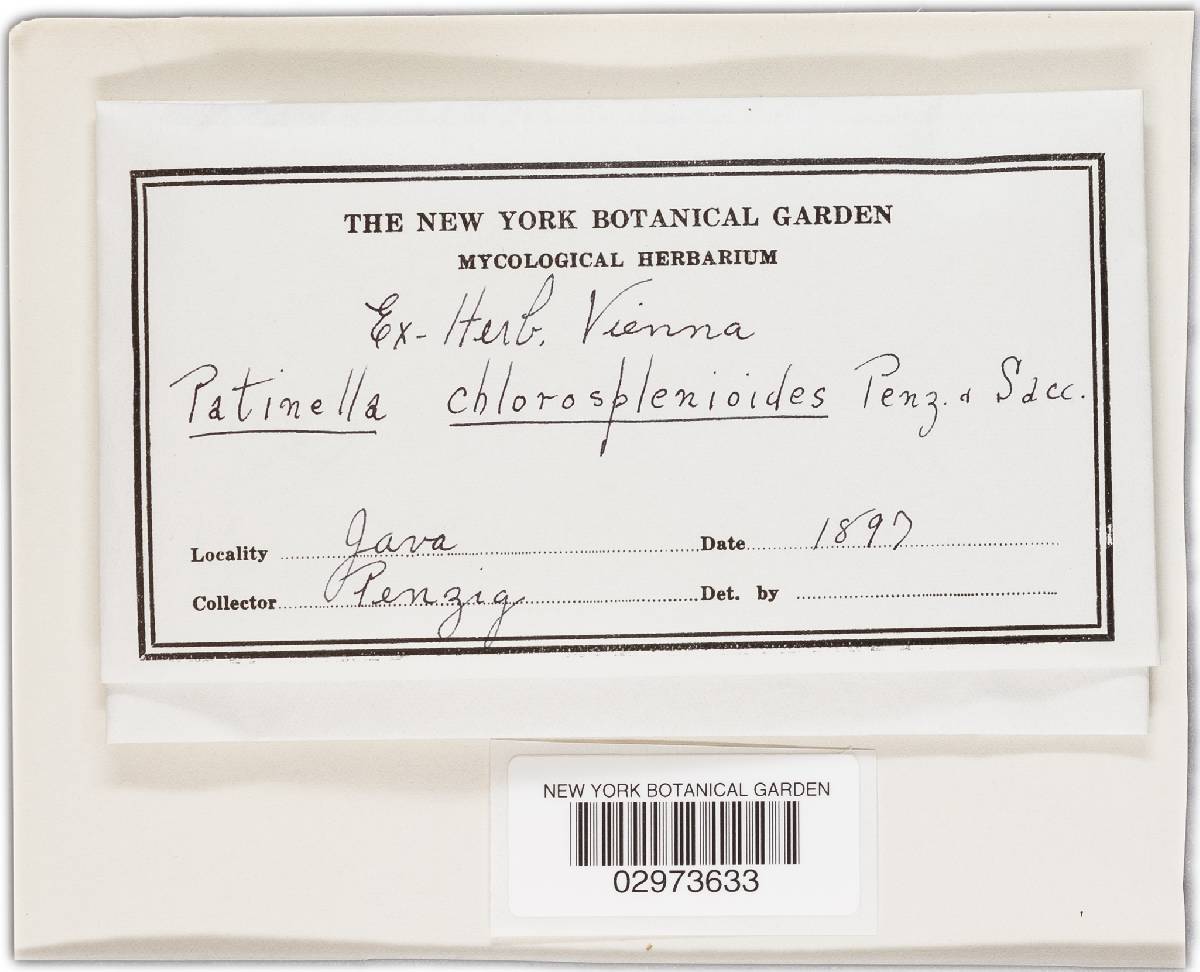 THE NEW YORK BOTANICAL GARDEN
MYCOLOGICAL HERBARIUM
Ex-Herb. Vienna
Patinella chlorosplenioides Penz. & Sacc.
Locality Java Date 1897
Collector Penzig Det. by
NEW YORK BOTANICAL GARDEN
02973633